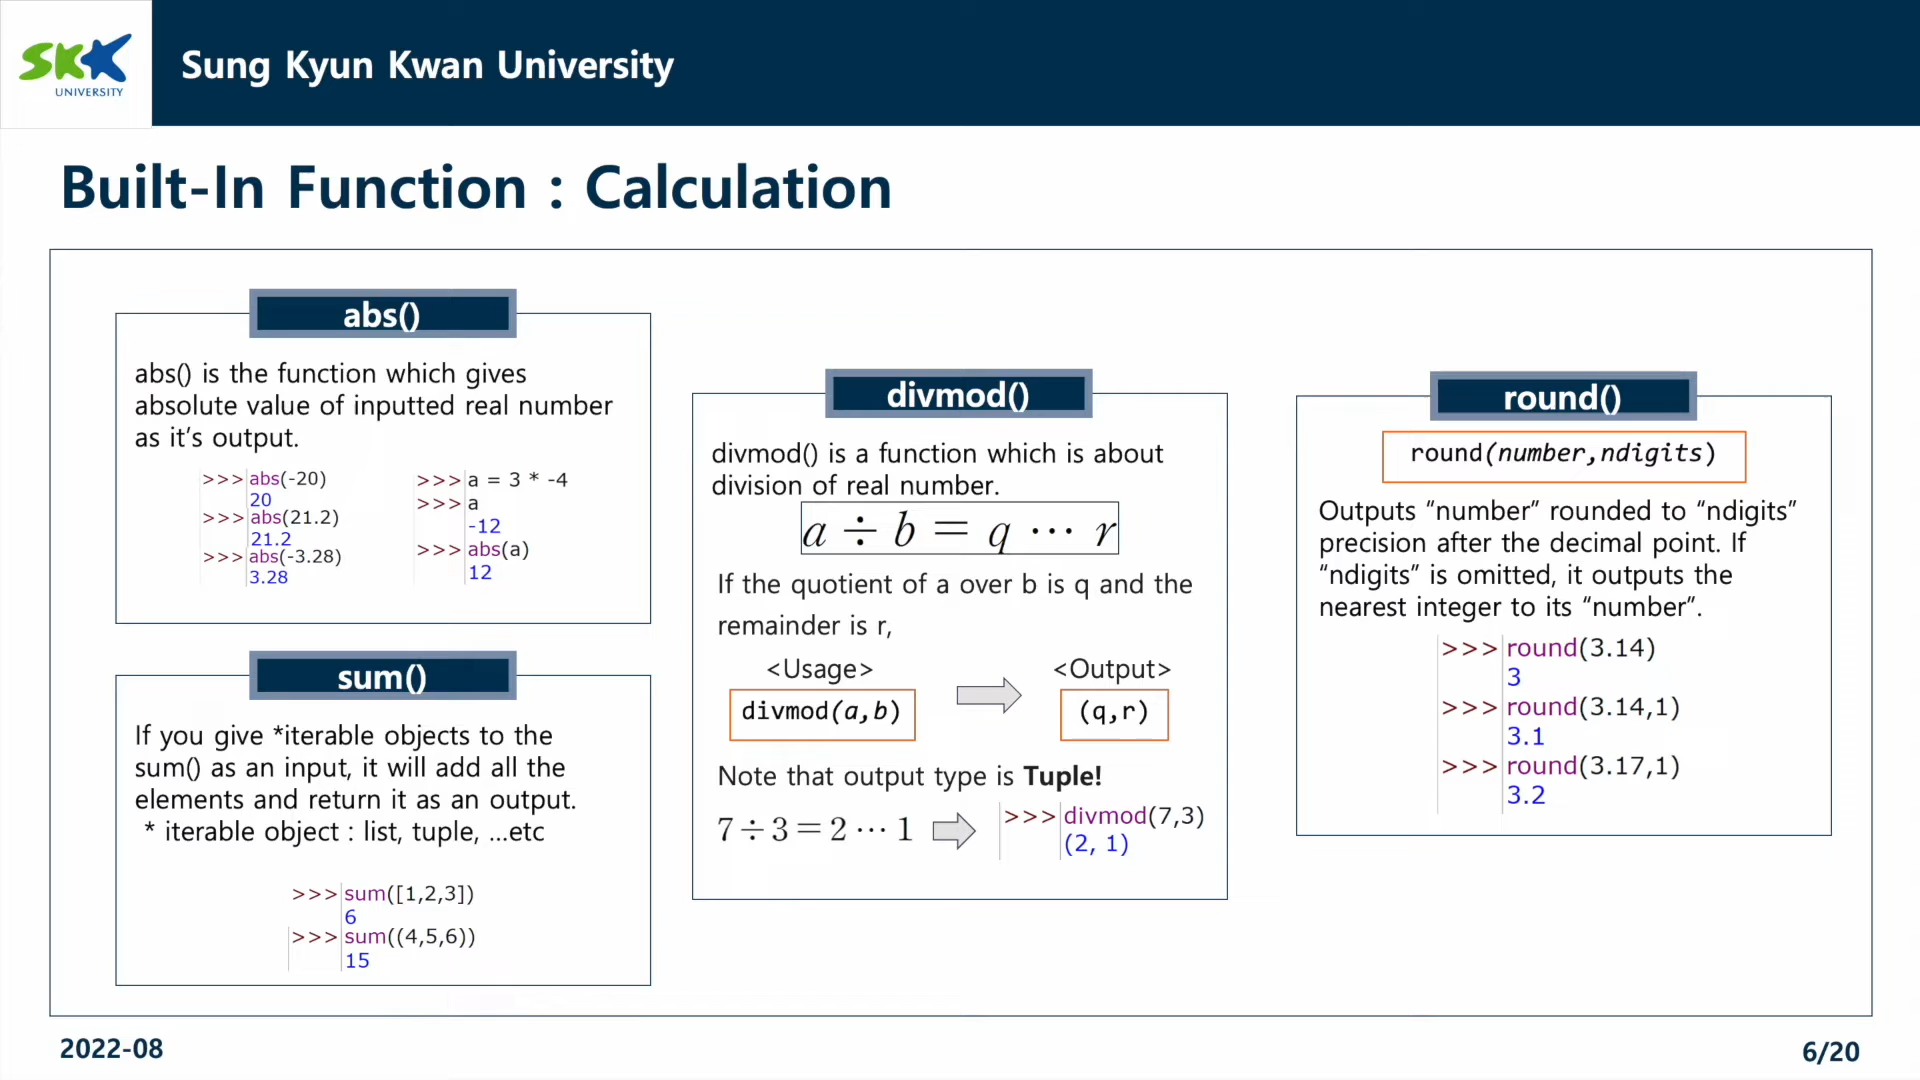 SKK
UNIVERSITY
Sung Kyun Kwan University
Built-In Function : Calculation
abs()
abs() is the function which gives
absolute value of inputted real number
as it’s output.
>>> abs(-20)
20
>>> abs(21.2)
21.2
>>> abs(-3.28)
3.28
>>> a = 3 * -4
>>> a
-12
>>> abs(a)
12
sum()
If you give *iterable objects to the
sum() as an input, it will add all the
elements and return it as an output.
* iterable object : list, tuple, ...etc
>>> sum([1,2,3])
6
>>> sum((4,5,6))
15
divmod()
divmod() is a function which is about
division of real number.
a ÷ b = q ⋯ r
If the quotient of a over b is q and the
remainder is r,
<Usage>
divmod(a,b)
<Output>
(q,r)
Note that output type is Tuple!
7 ÷ 3 = 2 ⋯ 1
>>> divmod(7,3)
(2, 1)
round()
round(number,ndigits)
Outputs “number” rounded to “ndigits”
precision after the decimal point. If
“ndigits” is omitted, it outputs the
nearest integer to its “number”.
>>> round(3.14)
3
>>> round(3.14,1)
3.1
>>> round(3.17,1)
3.2
2022-08
6/20